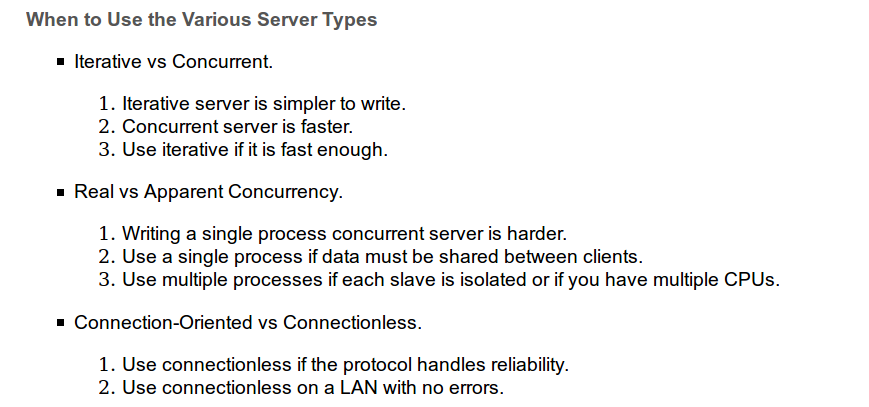 When to Use the Various Server Types
▪ Iterative vs Concurrent.
1. Iterative server is simpler to write.
2. Concurrent server is faster.
3. Use iterative if it is fast enough.
▪ Real vs Apparent Concurrency.
1. Writing a single process concurrent server is harder.
2. Use a single process if data must be shared between clients.
3. Use multiple processes if each slave is isolated or if you have multiple CPUs.
▪ Connection-Oriented vs Connectionless.
1. Use connectionless if the protocol handles reliability.
2. Use connectionless on a LAN with no errors.